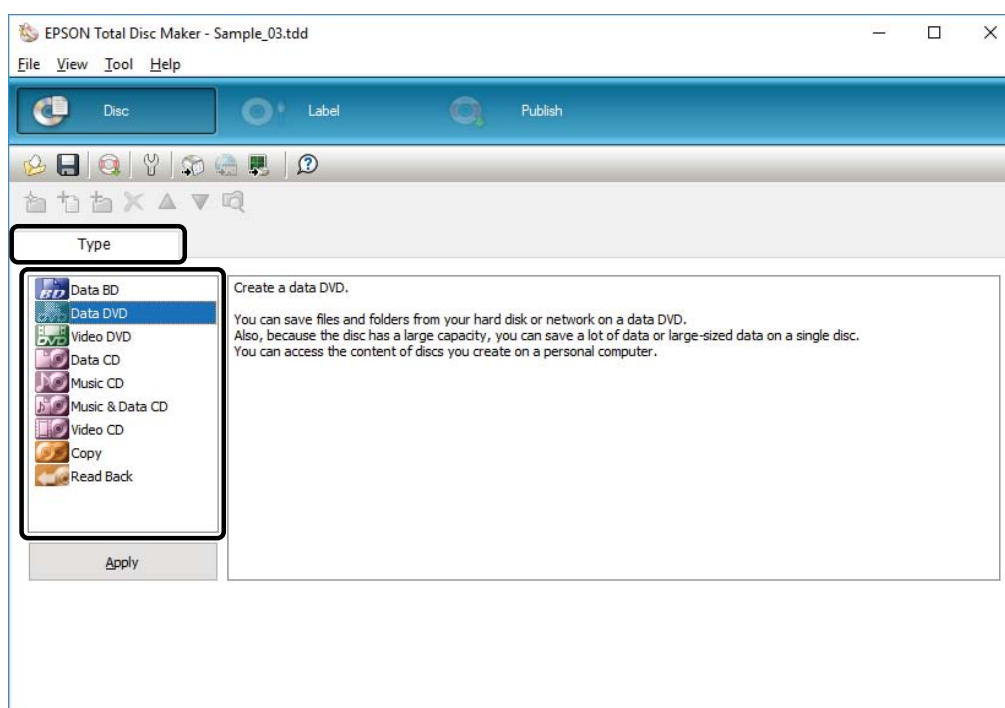 EPSON Total Disc Maker - Sample_03.tdd
File View Tool Help
Disc Label Publish
Type
Data BD
Data DVD
Video DVD
Data CD
Music CD
Music & Data CD
Video CD
Copy
Read Back
Apply
Create a data DVD.
You can save files and folders from your hard disk or network on a data DVD.
Also, because the disc has a large capacity, you can save a lot of data or large-sized data on a single disc.
You can access the content of discs you create on a personal computer.